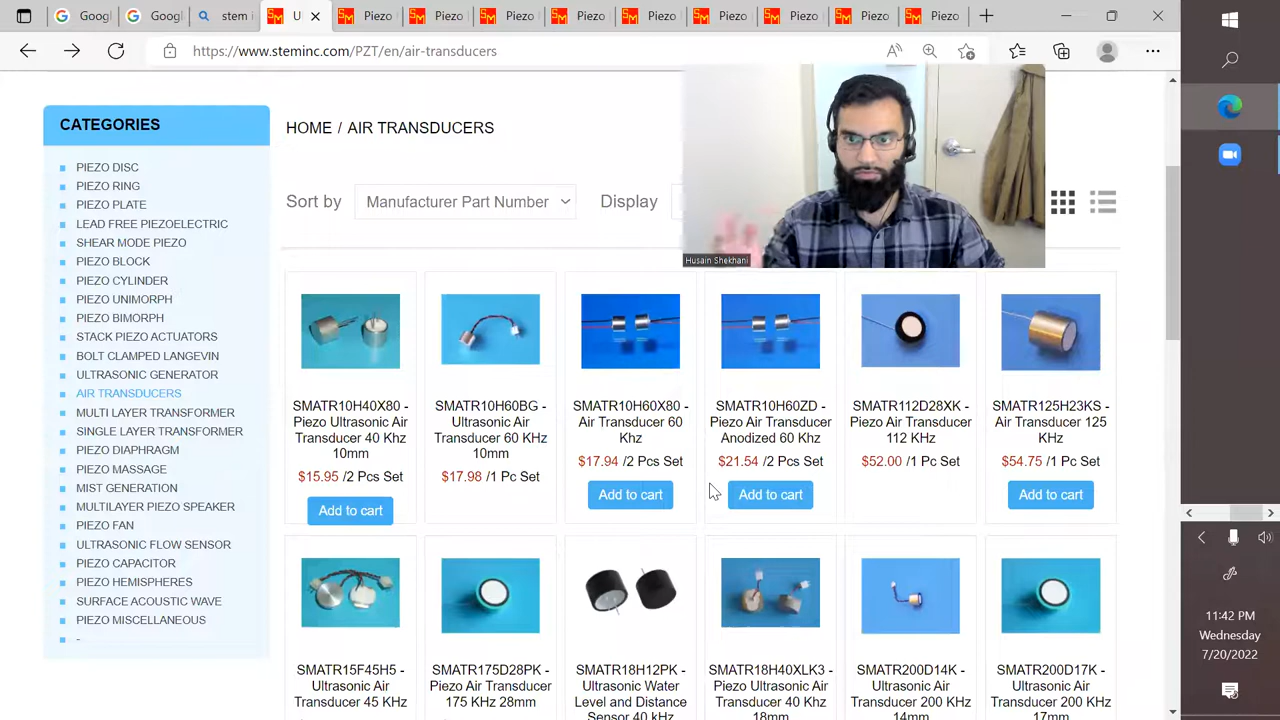 Googl
Googl
stem i
U
Piezo
Piezo
Piezo
Piezo
Piezo
Piezo
Piezo
Piezo
Piezo
https://www.steminc.com/PZT/en/air-transducers
CATEGORIES
PIEZO DISC
PIEZO RING
PIEZO PLATE
LEAD FREE PIEZOELECTRIC
SHEAR MODE PIEZO
PIEZO BLOCK
PIEZO CYLINDER
PIEZO UNIMORPH
PIEZO BIMORPH
STACK PIEZO ACTUATORS
BOLT CLAMPED LANGEVIN
ULTRASONIC GENERATOR
AIR TRANSDUCERS
MULTI LAYER TRANSFORMER
SINGLE LAYER TRANSFORMER
PIEZO DIAPHRAGM
PIEZO MASSAGE
MIST GENERATION
MULTILAYER PIEZO SPEAKER
PIEZO FAN
ULTRASONIC FLOW SENSOR
PIEZO CAPACITOR
PIEZO HEMISPHERES
SURFACE ACOUSTIC WAVE
PIEZO MISCELLANEOUS
-
HOME / AIR TRANSDUCERS
Sort by
Manufacturer Part Number
Display
Husain Shekhani
SMATR10H40X80 -
Piezo Ultrasonic Air
Transducer 40 Khz
10mm
$15.95 /2 Pcs Set
Add to cart
SMATR10H60BG -
Ultrasonic Air
Transducer 60 KHz
10mm
$17.98 /1 Pc Set
SMATR10H60X80 -
Air Transducer 60
Khz
$17.94 /2 Pcs Set
Add to cart
SMATR10H60ZD -
Piezo Air Transducer
Anodized 60 Khz
$21.54 /2 Pcs Set
Add to cart
SMATR112D28XK -
Piezo Air Transducer
112 KHz
$52.00 /1 Pc Set
SMATR125H23KS -
Air Transducer 125
KHz
$54.75 /1 Pc Set
Add to cart
SMATR15F45H5 -
Ultrasonic Air
Transducer 45 KHz
SMATR175D28PK -
Piezo Air Transducer
175 KHz 28mm
SMATR18H12PK -
Ultrasonic Water
Level and Distance
Sensor 40 kHz
SMATR18H40XLK3 -
Piezo Ultrasonic Air
Transducer 40 Khz
18mm
SMATR200D14K -
Ultrasonic Air
Transducer 200 KHz
14mm
SMATR200D17K -
Ultrasonic Air
Transducer 200 KHz
17mm
11:42 PM
Wednesday
7/20/2022